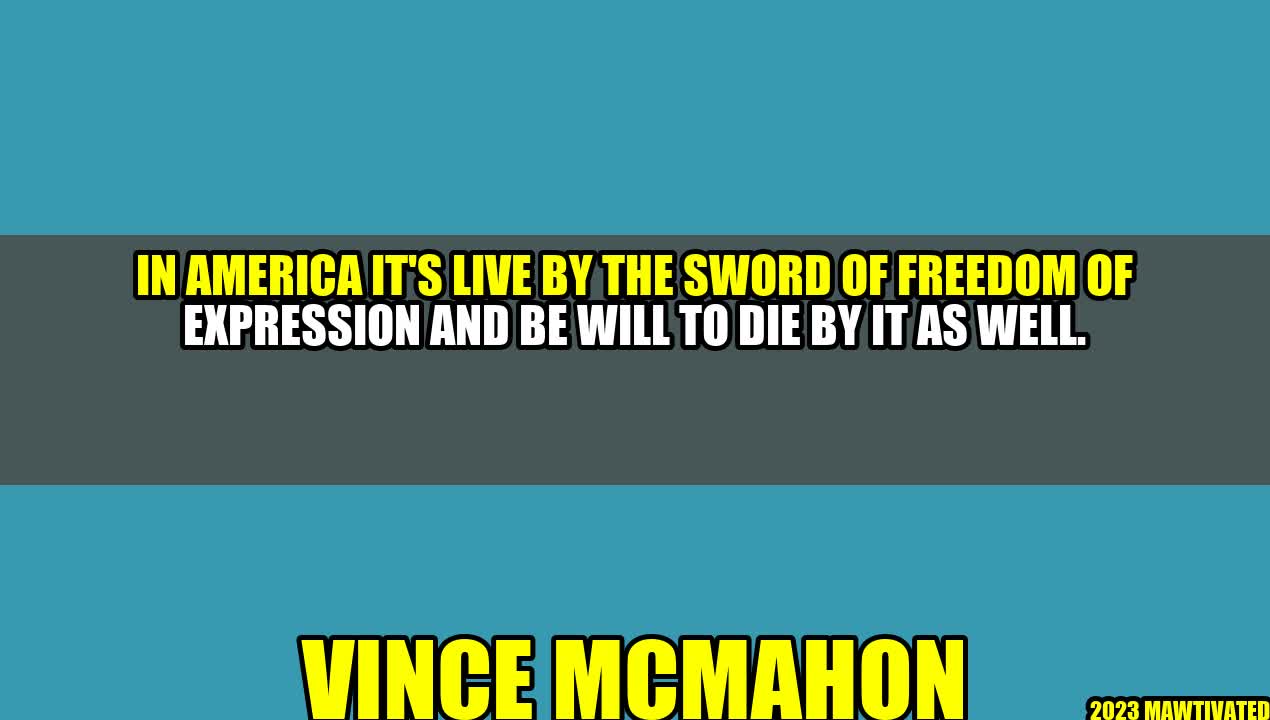 IN AMERICA IT'S LIVE BY THE SWORD OF FREEDOM OF
EXPRESSION AND BE WILL TO DIE BY IT AS WELL.
VINCE MCMAHON
2023 MAWTIVATED